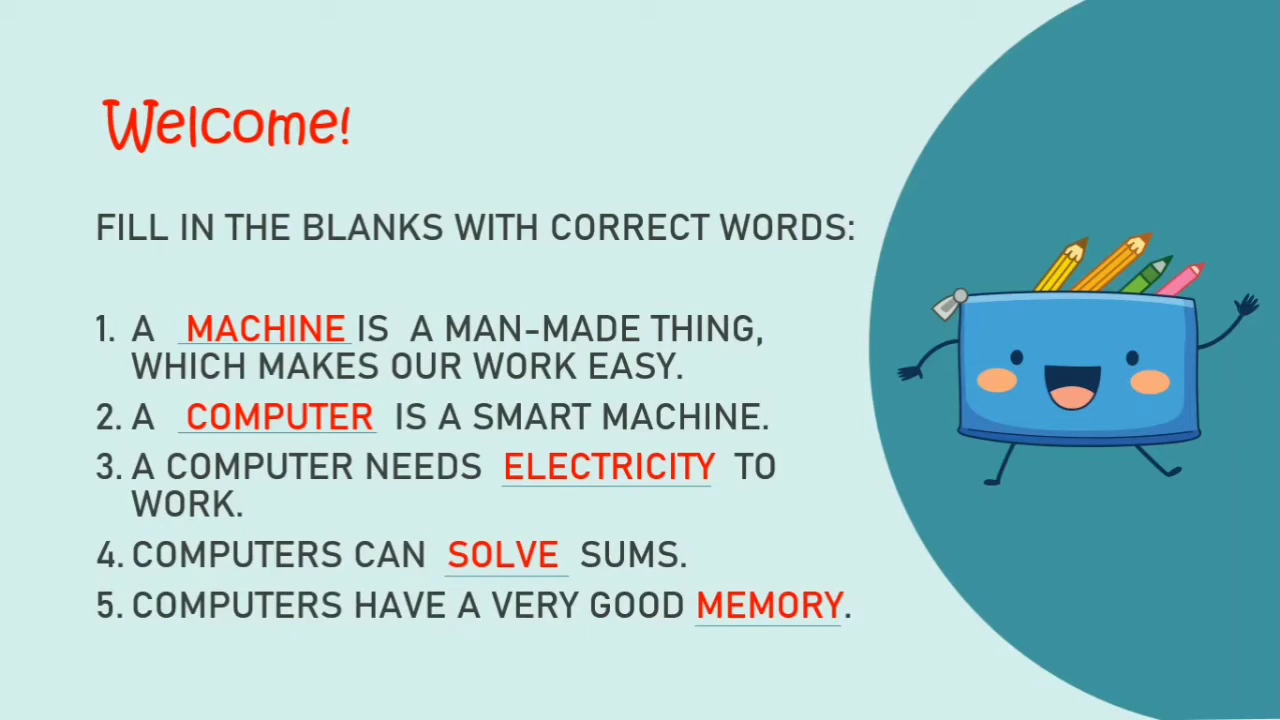 Welcome!
FILL IN THE BLANKS WITH CORRECT WORDS:
1. A MACHINE IS A MAN-MADE THING,
WHICH MAKES OUR WORK EASY.
2. A COMPUTER IS A SMART MACHINE.
3. A COMPUTER NEEDS ELECTRICITY TO
WORK.
4. COMPUTERS CAN SOLVE SUMS.
5. COMPUTERS HAVE A VERY GOOD MEMORY.